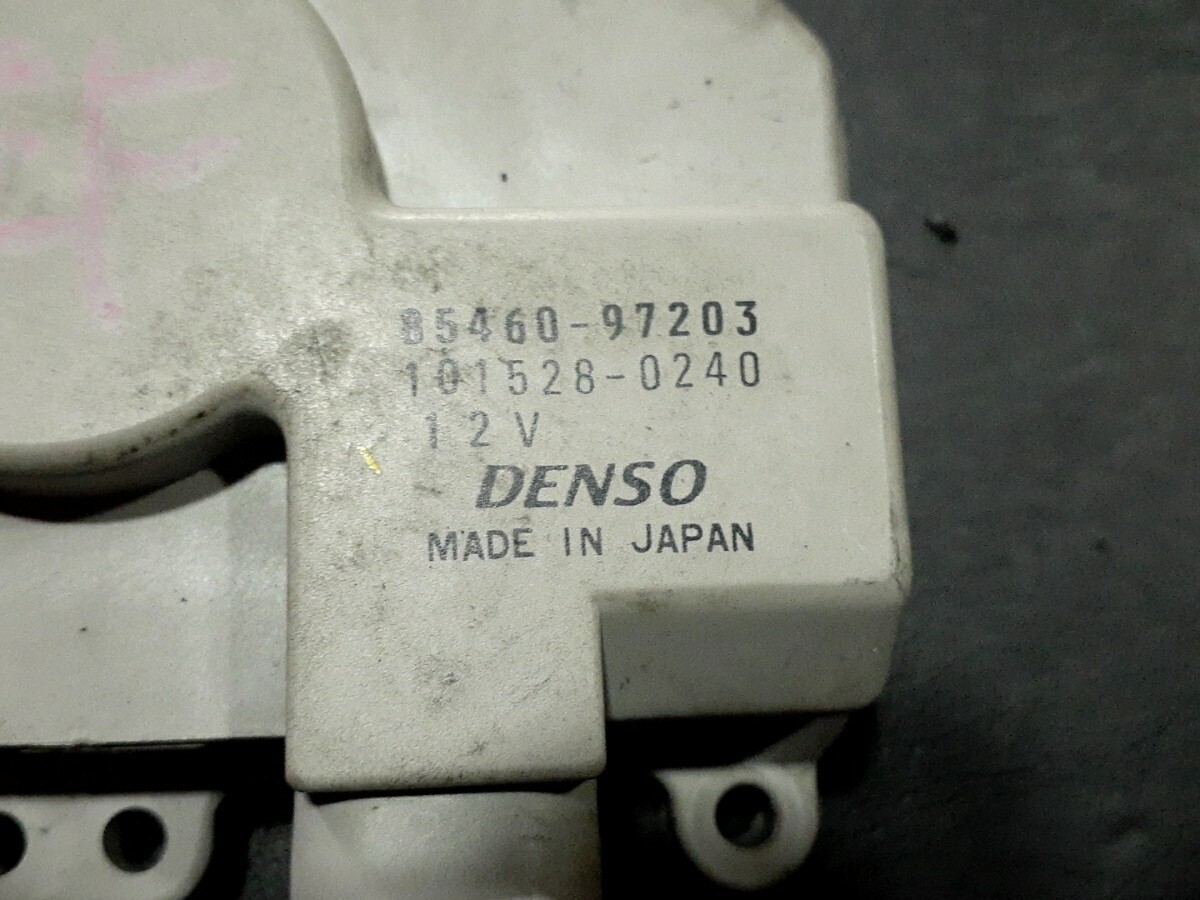 85460-97203
101528-0240
12V
DENSO
MADE IN JAPAN